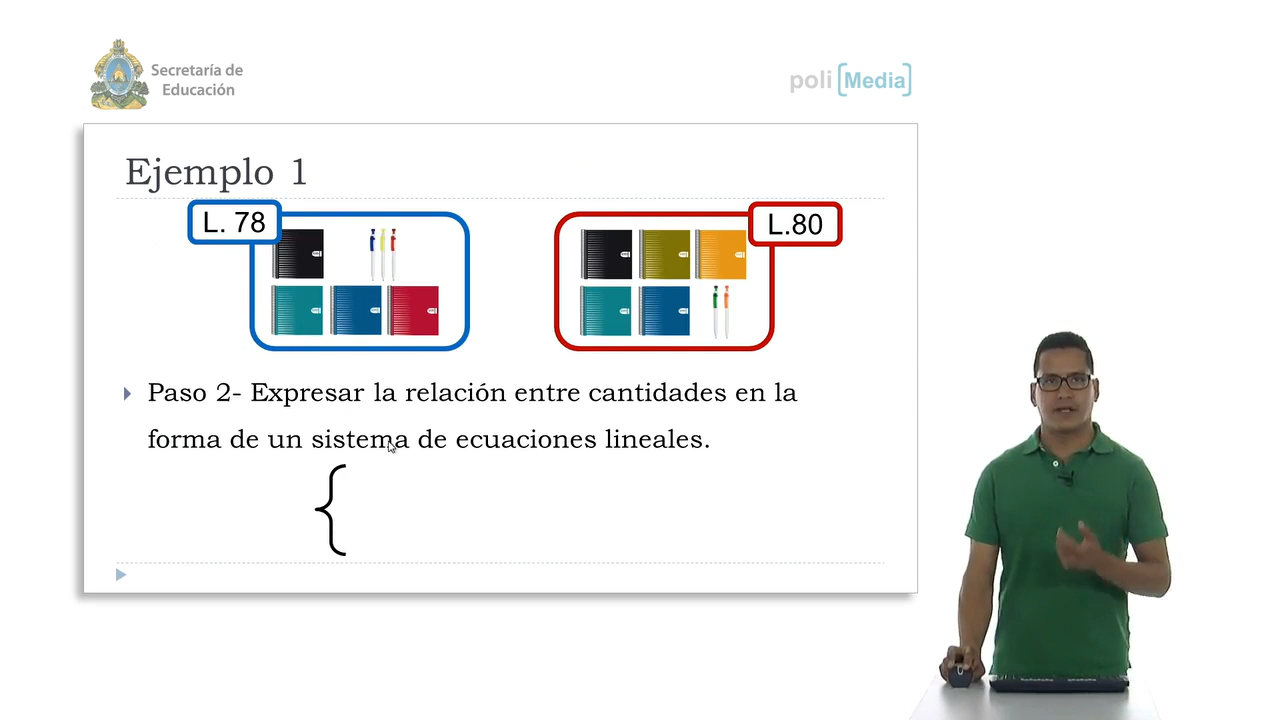 Secretaría de
Educación
poli [Media]
Ejemplo 1
L. 78
L.80
Paso 2- Expresar la relación entre cantidades en la
forma de un sistema de ecuaciones lineales.
{